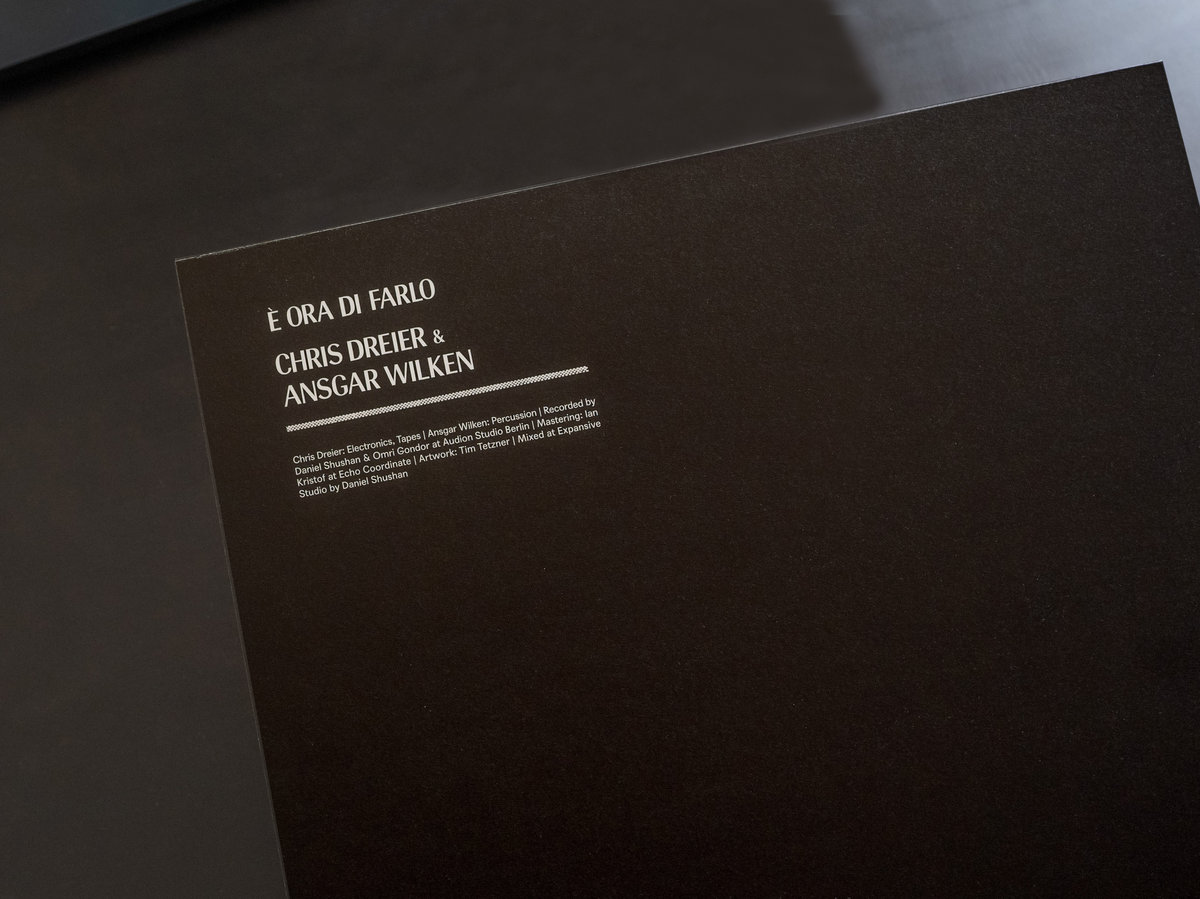 È ORA DI FARLO
CHRIS DREIER &
ANSGAR WILKEN
Chris Dreier: Electronics, Tapes | Ansgar Wilken: Percussion | Recorded by
Daniel Shushan & Omri Gondor at Audion Studio Berlin | Mastering: Ian
Kristof at Echo Coordinate | Artwork: Tim Tetzner | Mixed at Expansive
Studio by Daniel Shushan